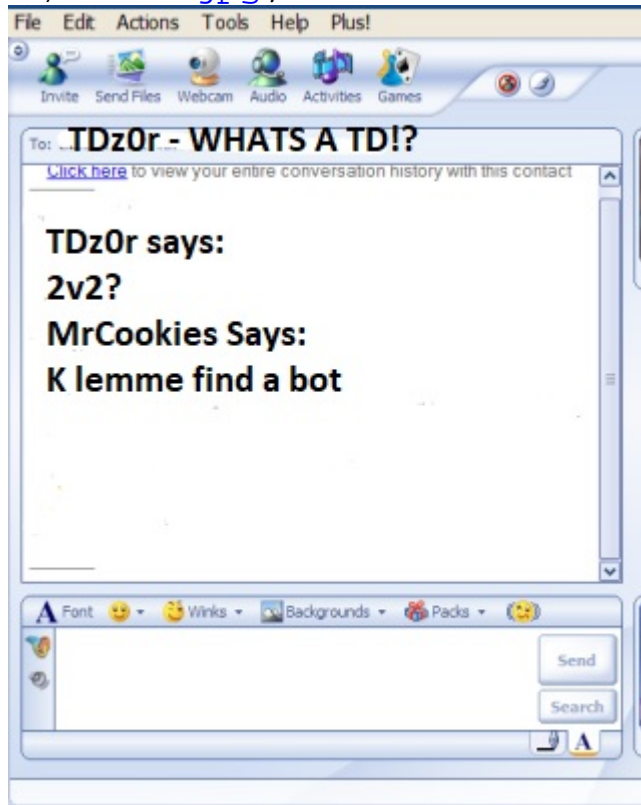 File Edit Actions Tools Help Plus!
Invite Send Files Webcam Audio Activities Games
To: TDz0r - WHATS A TD!?
Click here to view your entire conversation history with this contact
TDz0r says:
2v2?
MrCookies Says:
K lemme find a bot
A Font Winks Backgrounds Packs
Send
Search
A